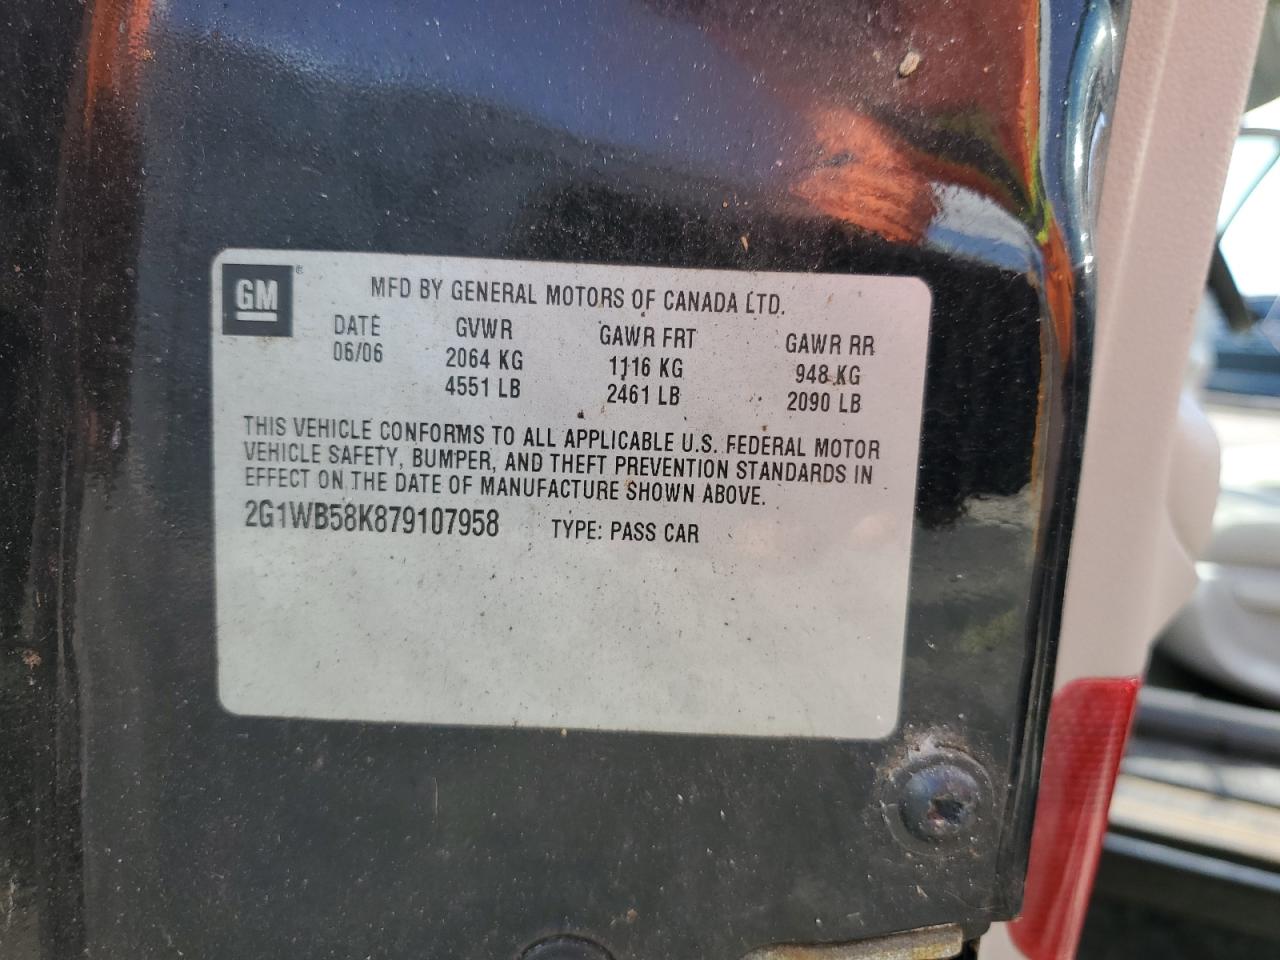 GM®
MFD BY GENERAL MOTORS OF CANADA LTD.
DATE GVWR GAWR FRT GAWR RR
06/06 2064 KG 1116 KG 948 KG
4551 LB 2461 LB 2090 LB
THIS VEHICLE CONFORMS TO ALL APPLICABLE U.S. FEDERAL MOTOR
VEHICLE SAFETY, BUMPER, AND THEFT PREVENTION STANDARDS IN
EFFECT ON THE DATE OF MANUFACTURE SHOWN ABOVE.
2G1WB58K879107958 TYPE: PASS CAR